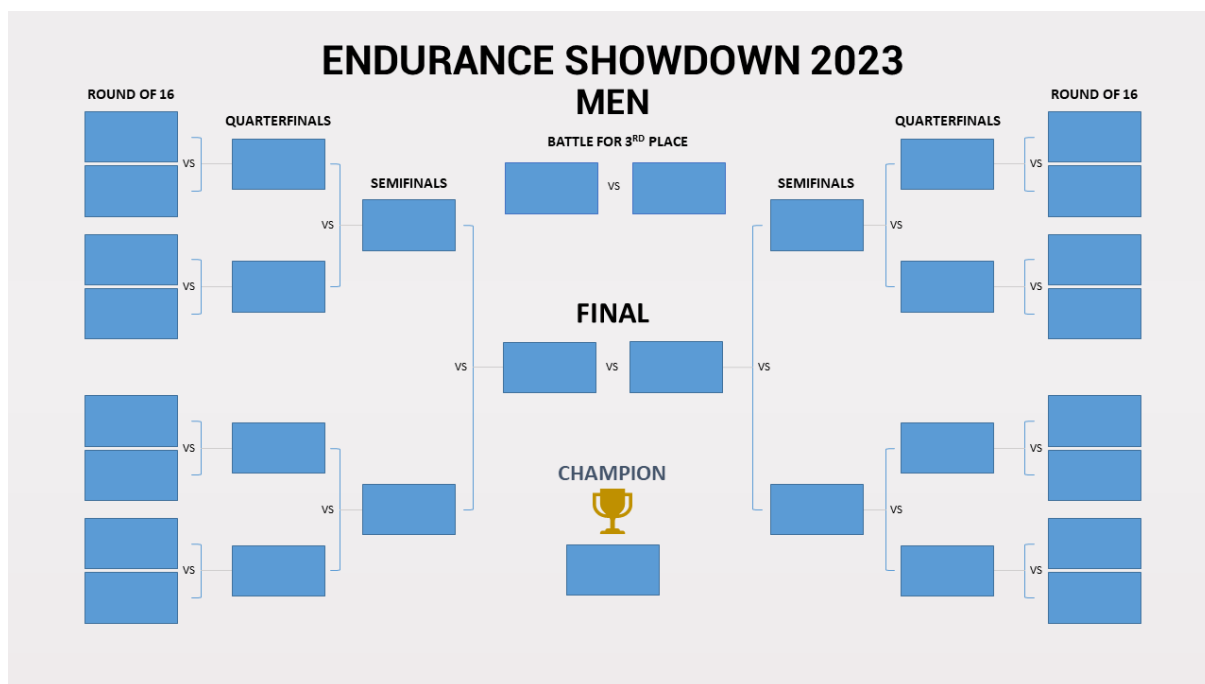 ENDURANCE SHOWDOWN 2023
MEN
ROUND OF 16
ROUND OF 16
QUARTERFINALS
QUARTERFINALS
BATTLE FOR 3RD PLACE
SEMIFINALS
SEMIFINALS
VS
VS
VS
VS
VS
VS
VS
FINAL
VS
VS
VS
VS
VS
CHAMPION
VS
VS
VS
VS